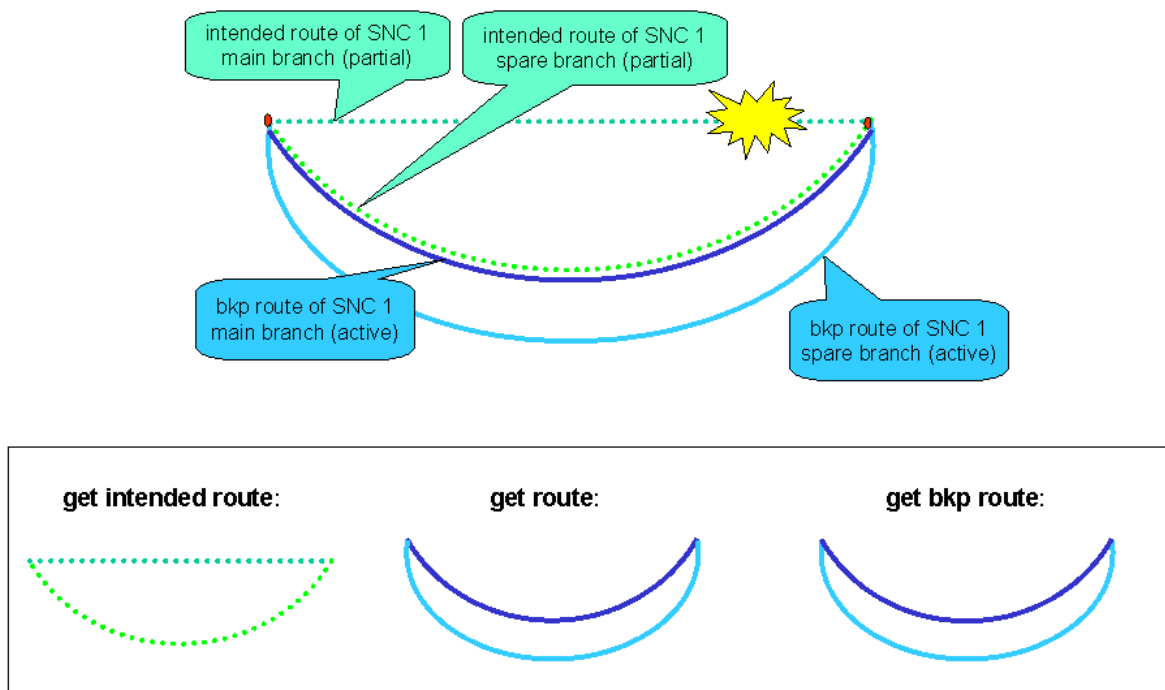 intended route of SNC 1
main branch (partial)
intended route of SNC 1
spare branch (partial)
bkp route of SNC 1
main branch (active)
bkp route of SNC 1
spare branch (active)
get intended route:
get route:
get bkp route: